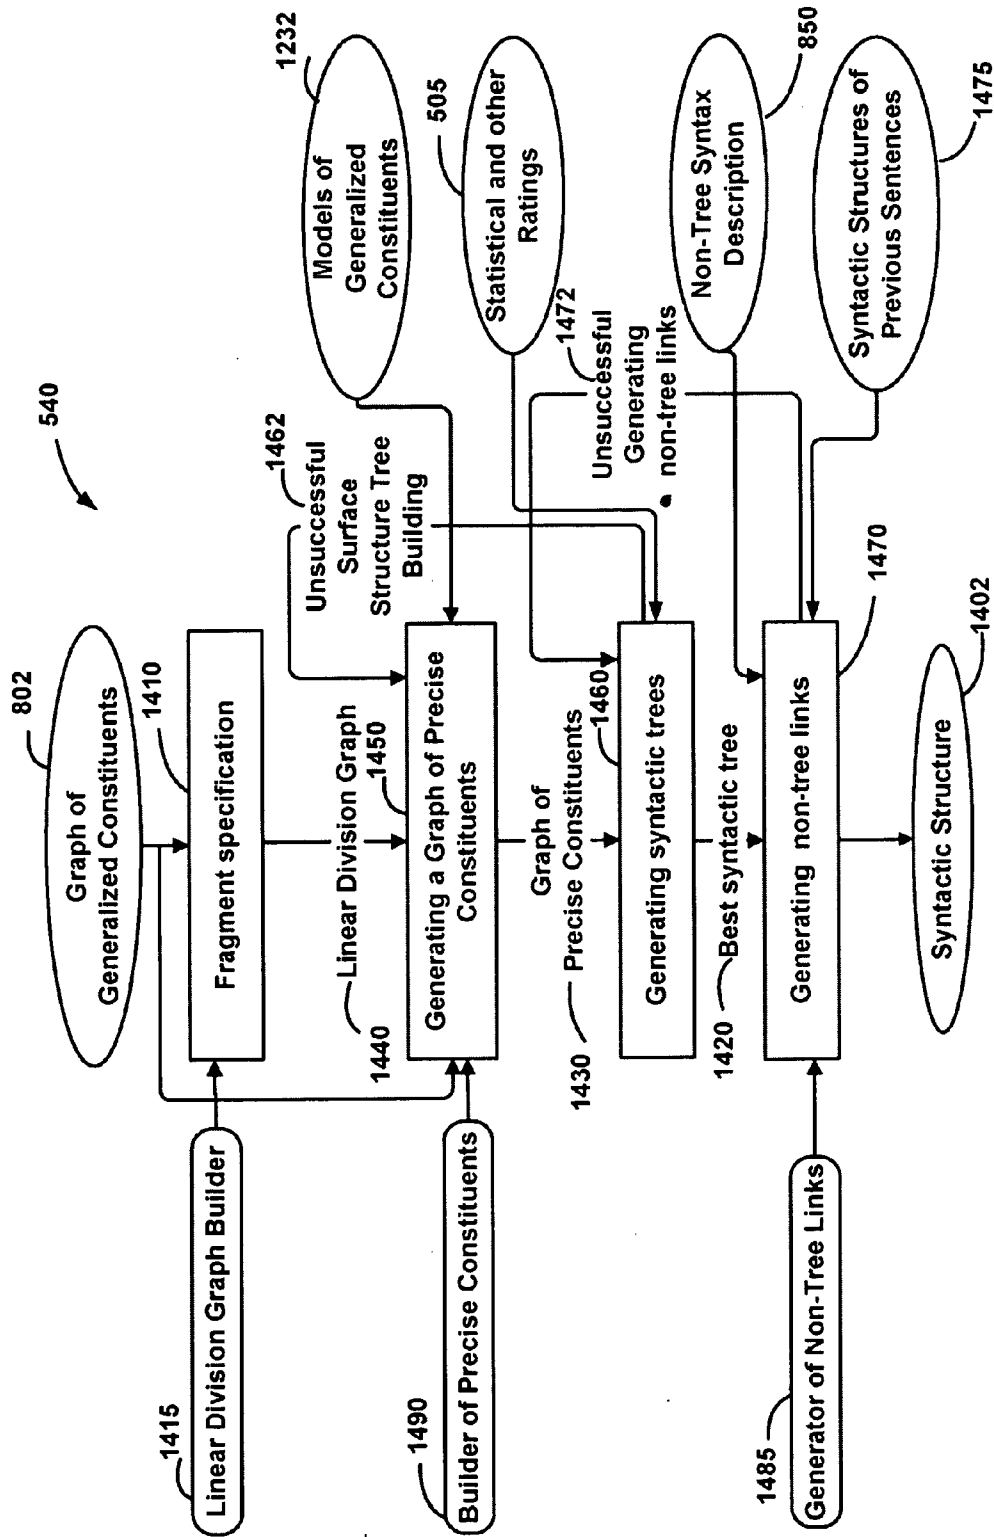 540
802
Graph of
Generalized Constituents
1232
Models of
Generalized
Constituents
1415
Linear Division Graph Builder
1410
Fragment specification
1462
Unsuccessful
Surface
Structure Tree
Building
505
Statistical and other
Ratings
1440
Linear Division Graph
1450
1490
Builder of Precise Constituents
Generating a Graph of Precise
Constituents
1472
Unsuccessful
Generating
non-tree links
Graph of
Precise Constituents
1430
1460
Generating syntactic trees
850
Non-Tree Syntax
Description
1420
Best syntactic tree
1485
Generator of Non-Tree Links
Generating non-tree links
1470
Syntactic Structures of
Previous Sentences
1475
Syntactic Structure
1402